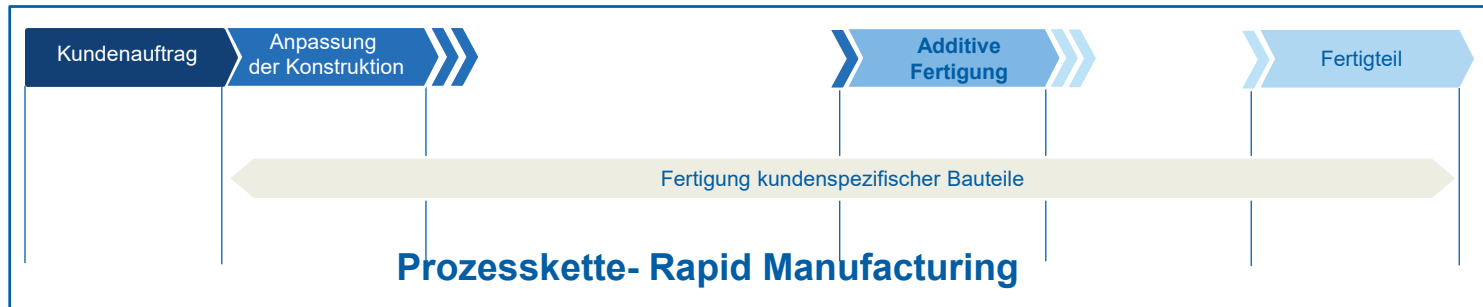 Kundenauftrag
Anpassung
der Konstruktion
Additive
Fertigung
Fertigteil
Fertigung kundenspezifischer Bauteile
Prozesskette- Rapid Manufacturing